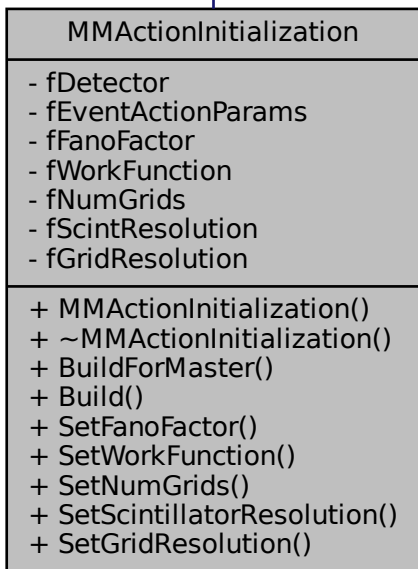 MMActionInitialization
- fDetector
- fEventActionParams
- fFanoFactor
- fWorkFunction
- fNumGrids
- fScintResolution
- fGridResolution
+ MMActionInitialization()
+ ~MMActionInitialization()
+ BuildForMaster()
+ Build()
+ SetFanoFactor()
+ SetWorkFunction()
+ SetNumGrids()
+ SetScintillatorResolution()
+ SetGridResolution()